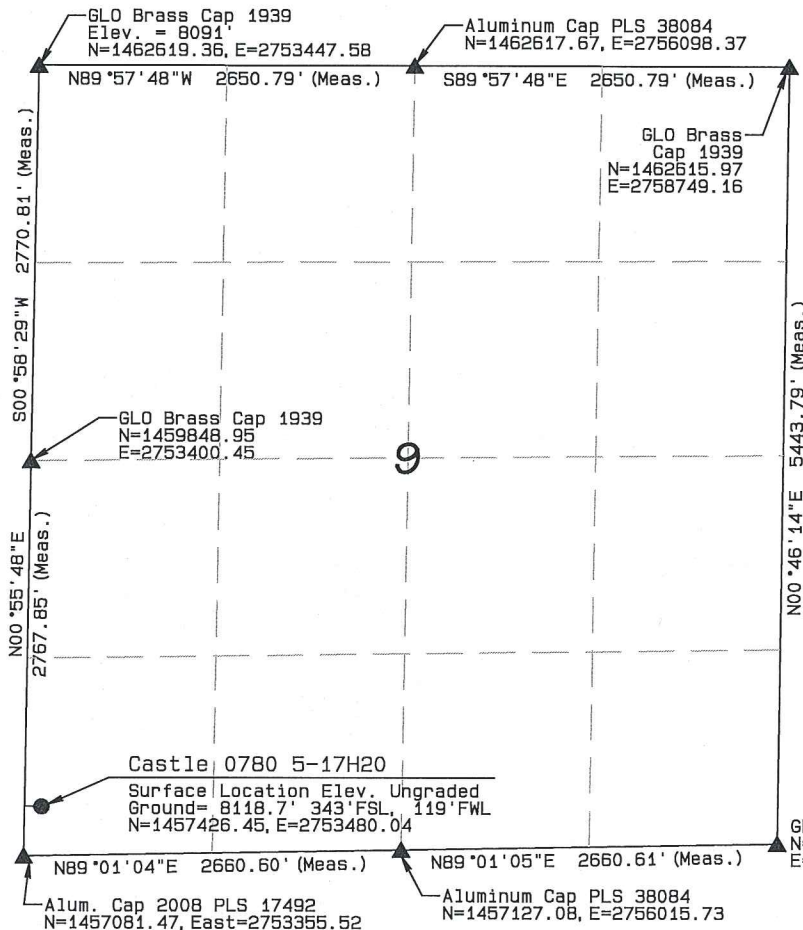 GLO Brass Cap 1939
Elev. = 8091'
N=1462619.36, E=2753447.58
Aluminum Cap PLS 38084
N=1462617.67, E=2756098.37
N89°57'48"W 2650.79' (Meas.)
S89°57'48"E 2650.79' (Meas.)
GLO Brass
Cap 1939
N=1462615.97
E=2758749.16
S00°58'29"W 2770.81' (Meas.)
GLO Brass Cap 1939
N=1459848.95
E=2753400.45
9
N00°46'14"E 5443.79' (Meas.)
N00°55'48"E
2767.85' (Meas.)
Castle 0780 5-17H20
Surface Location Elev. Ungraded
Ground= 8118.7' 343'FSL, 119'FWL
N=1457426.45, E=2753480.04
N89°01'04"E 2660.60' (Meas.)
N89°01'05"E 2660.61' (Meas.)
N=
E=
Alum. Cap 2008 PLS 17492
N=1457081.47, East=2753355.52
Aluminum Cap PLS 38084
N=1457127.08, E=2756015.73